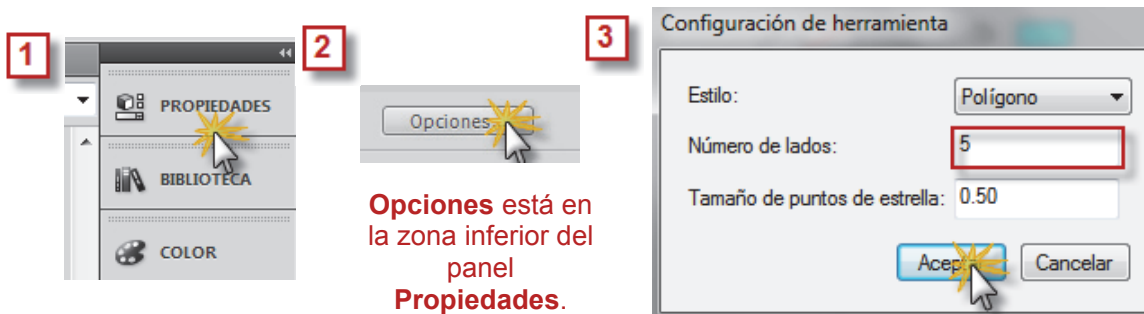 1
PROPIEDADES
BIBLIOTECA
COLOR
2
Opciones
Opciones está en
la zona inferior del
panel
Propiedades.
3
Configuración de herramienta
Estilo:
Polígono
Número de lados:
5
Tamaño de puntos de estrella:
0.50
Aceptar
Cancelar